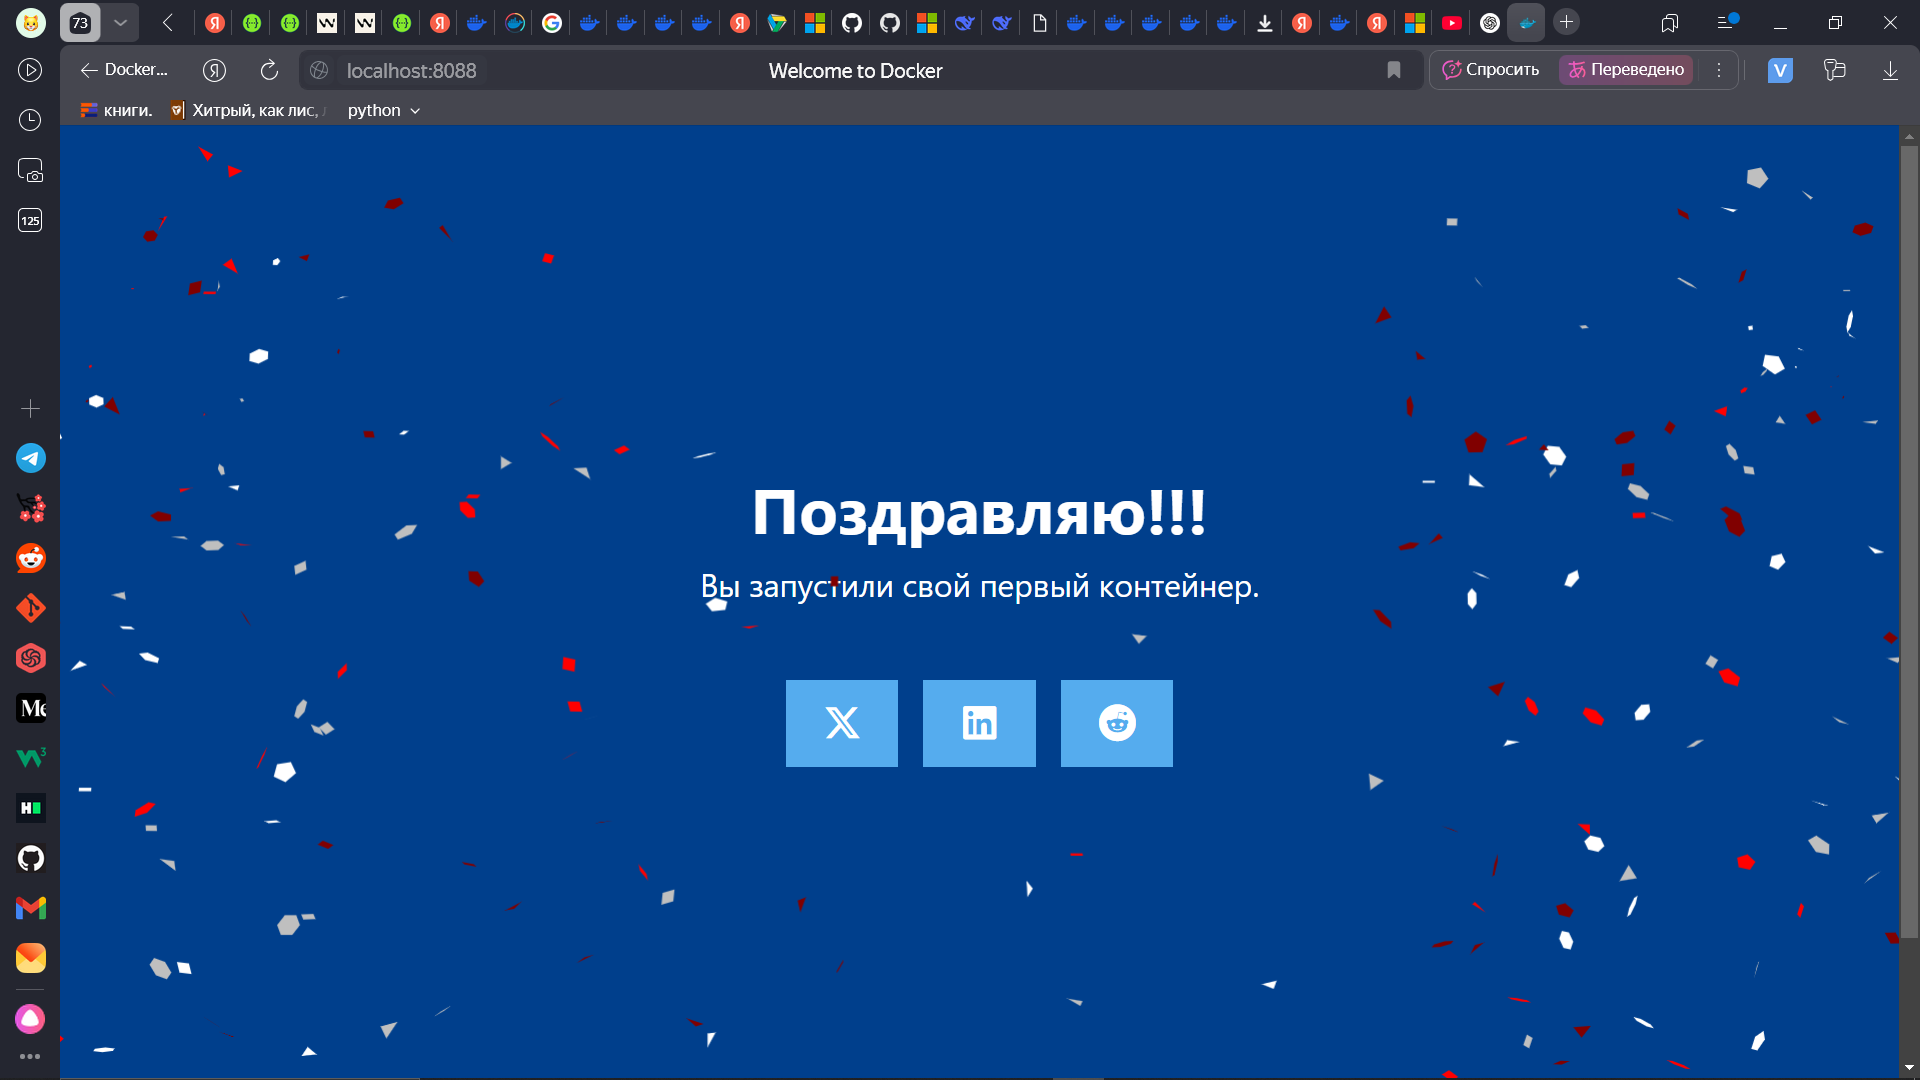 73
Docker...
localhost:8088
Welcome to Docker
Спросить
Переведено
книги.
Хитрый, как лис,
python
125
Поздравляю!!!
Вы запустили свой первый контейнер.